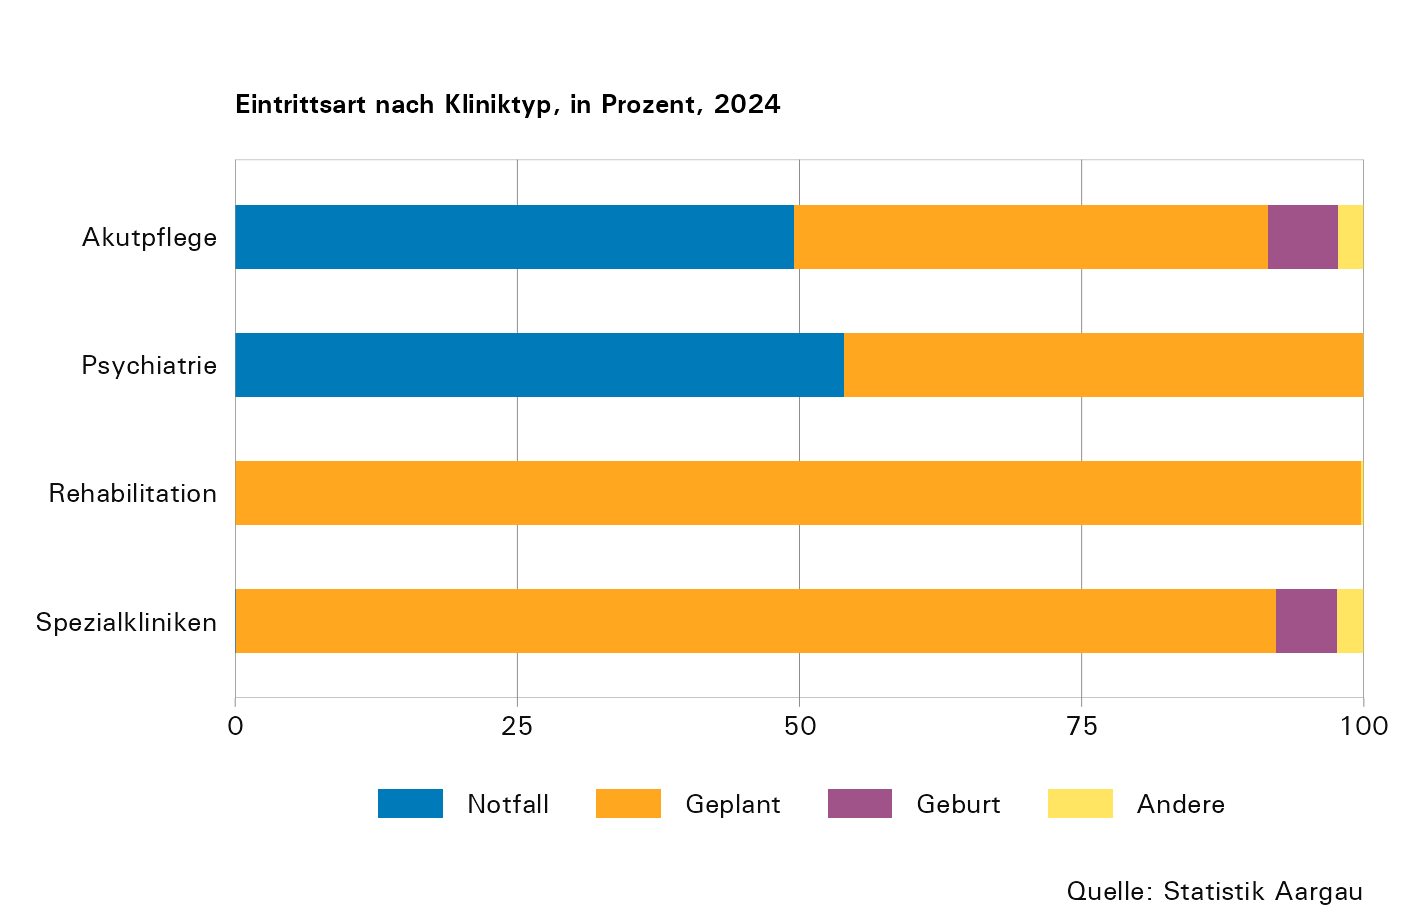 Eintrittsart nach Kliniktyp, in Prozent, 2024
Akutpflege
Psychiatrie
Rehabilitation
Spezialkliniken
0 25 50 75 100
Notfall Geplant Geburt Andere
Quelle: Statistik Aargau